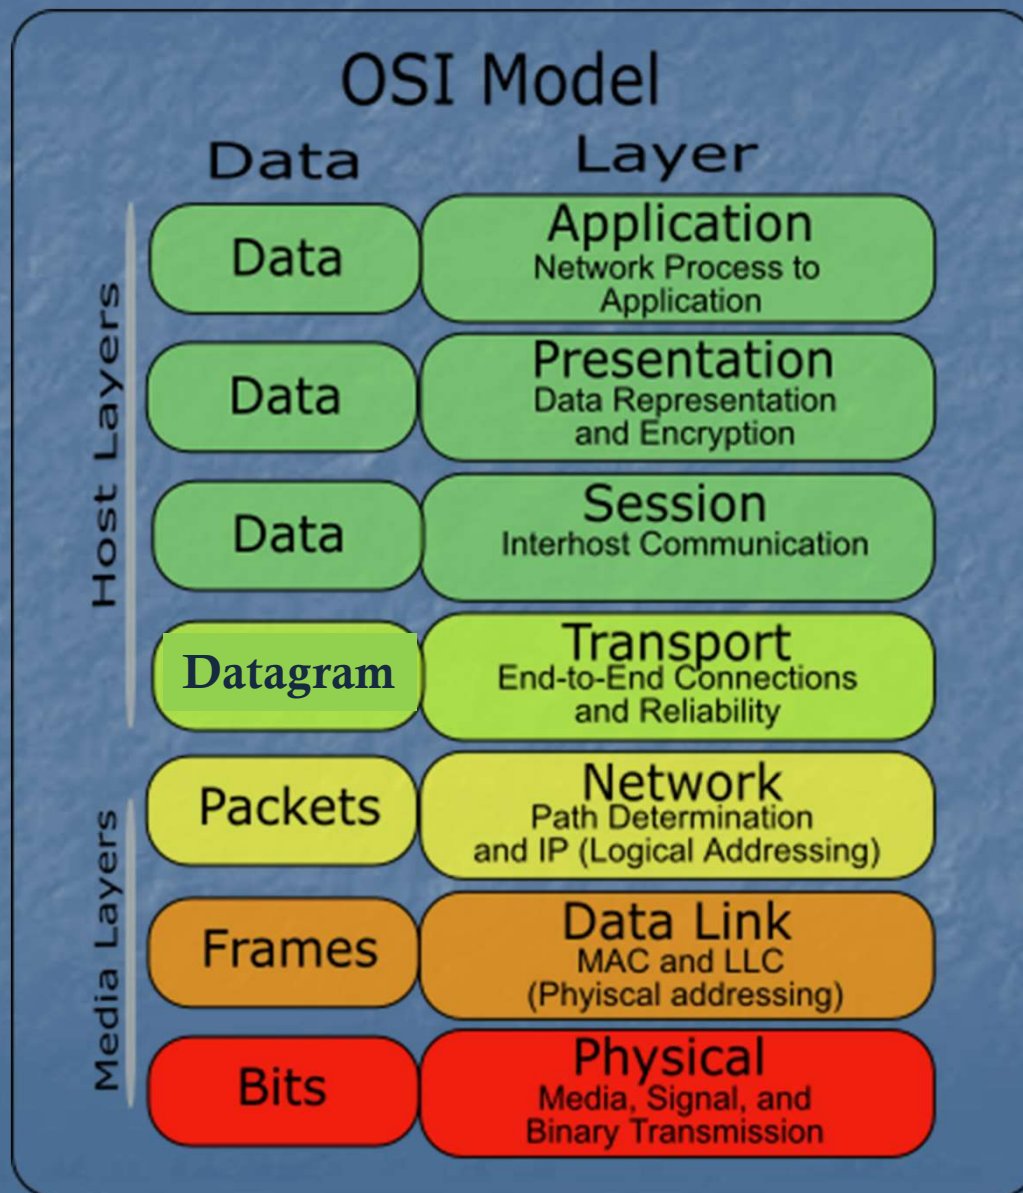 OSI Model
Data
Layer
Host Layers
Data
Application
Network Process to
Application
Data
Presentation
Data Representation
and Encryption
Data
Session
Interhost Communication
Datagram
Transport
End-to-End Connections
and Reliability
Media Layers
Packets
Network
Path Determination
and IP (Logical Addressing)
Frames
Data Link
MAC and LLC
(Phyiscal addressing)
Bits
Physical
Media, Signal, and
Binary Transmission